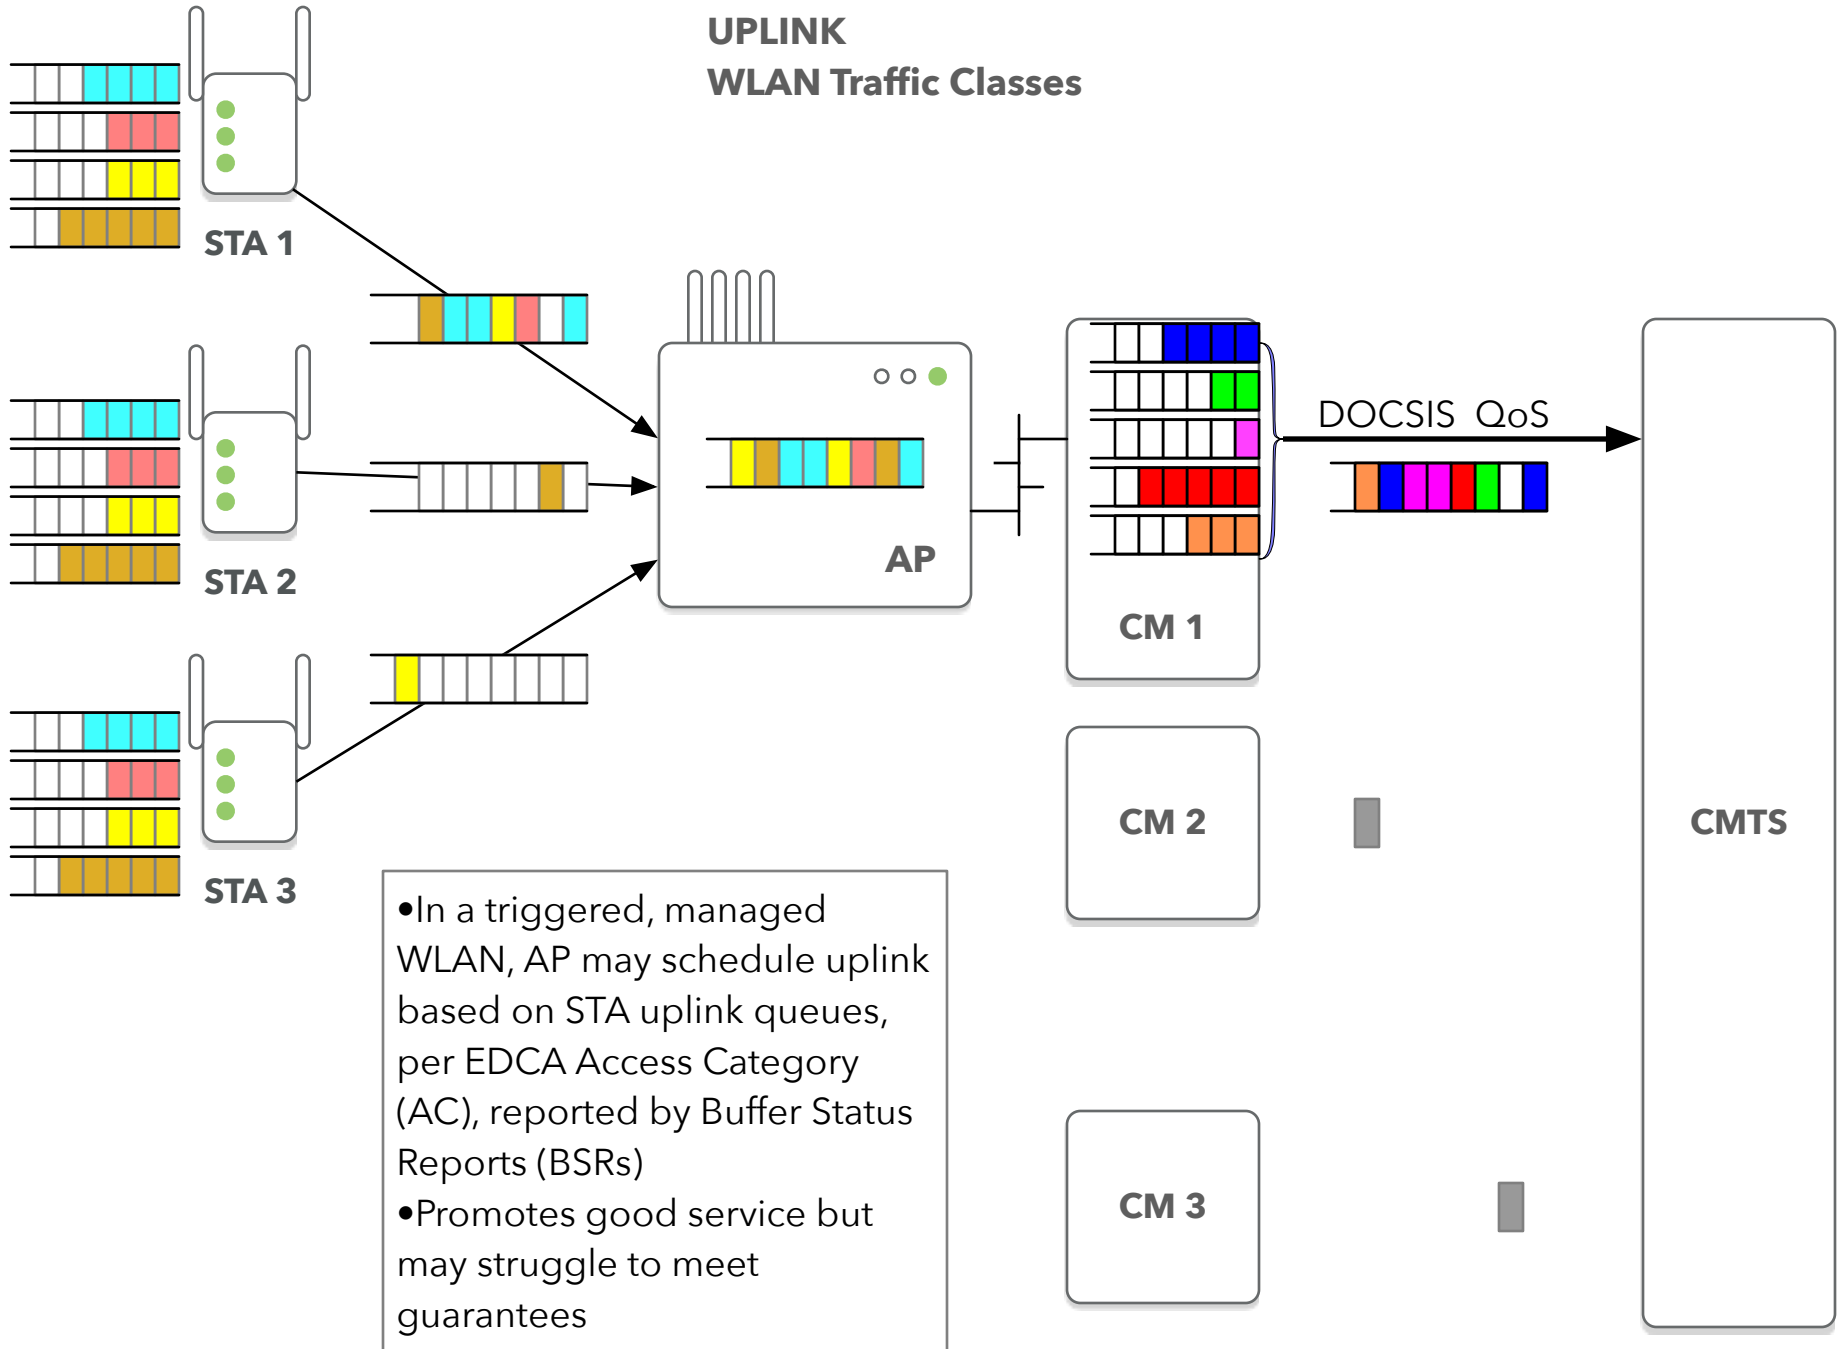 UPLINK
WLAN Traffic Classes
STA 1
STA 2
STA 3
AP
CM 1
DOCSIS QoS
CM 2
CM 3
CMTS
•In a triggered, managed
WLAN, AP may schedule uplink
based on STA uplink queues,
per EDCA Access Category
(AC), reported by Buffer Status
Reports (BSRs)
•Promotes good service but
may struggle to meet
guarantees